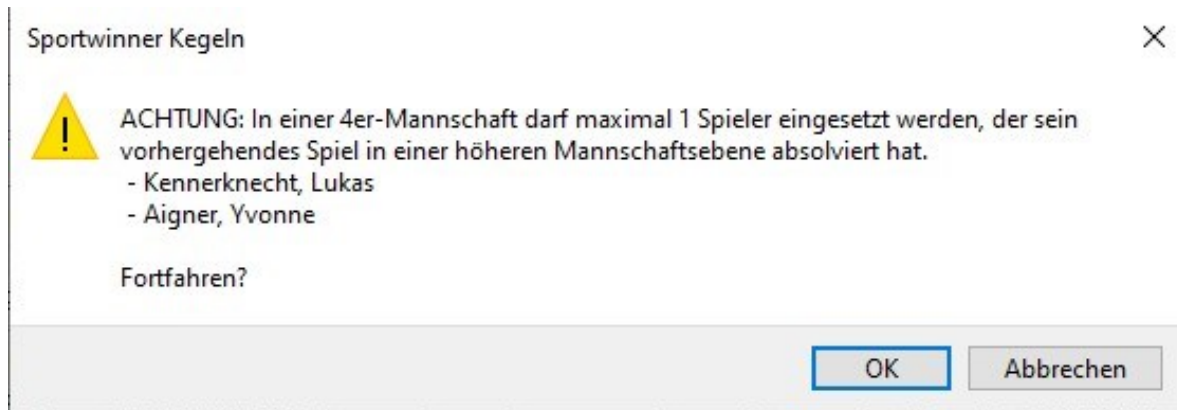 Sportwinner Kegeln
ACHTUNG: In einer 4er-Mannschaft darf maximal 1 Spieler eingesetzt werden, der sein
vorhergehendes Spiel in einer höheren Mannschaftsebene absolviert hat.
- Kennerknecht, Lukas
- Aigner, Yvonne
Fortfahren?
OK
Abbrechen